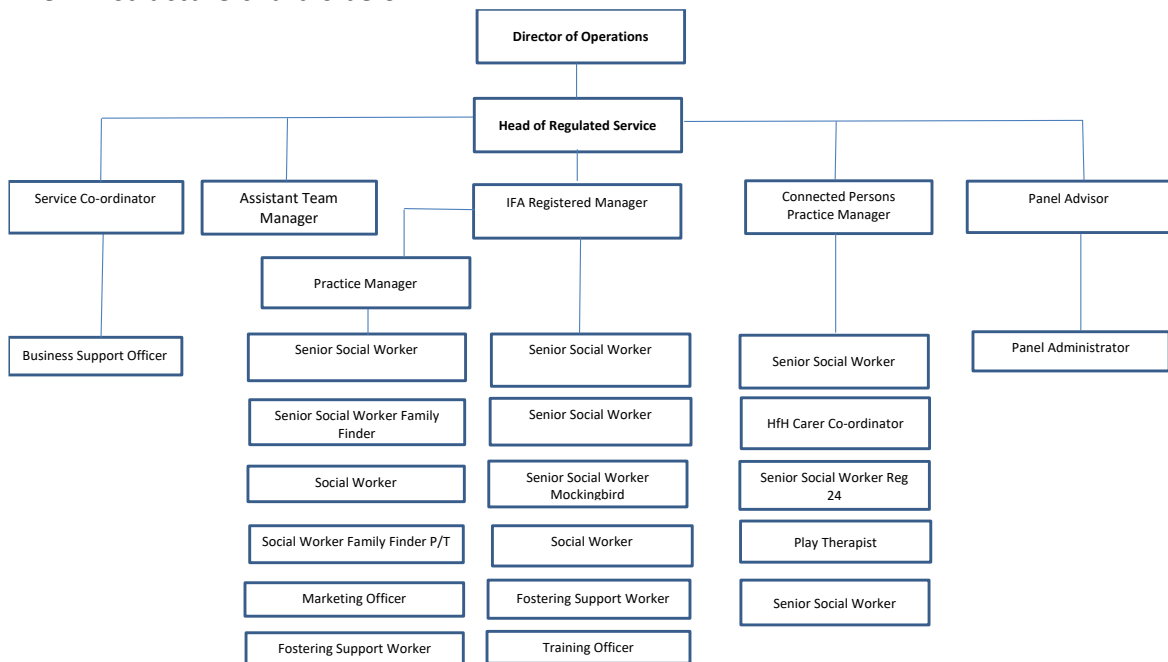 Director of Operations
Head of Regulated Service
Service Co-ordinator
Assistant Team
Manager
IFA Registered Manager
Connected Persons
Practice Manager
Panel Advisor
Practice Manager
Business Support Officer
Senior Social Worker
Senior Social Worker
Senior Social Worker
Panel Administrator
Senior Social Worker Family
Finder
Senior Social Worker
HfH Carer Co-ordinator
Social Worker
Senior Social Worker
Mockingbird
Senior Social Worker Reg
24
Social Worker Family Finder P/T
Social Worker
Play Therapist
Marketing Officer
Fostering Support Worker
Senior Social Worker
Fostering Support Worker
Training Officer